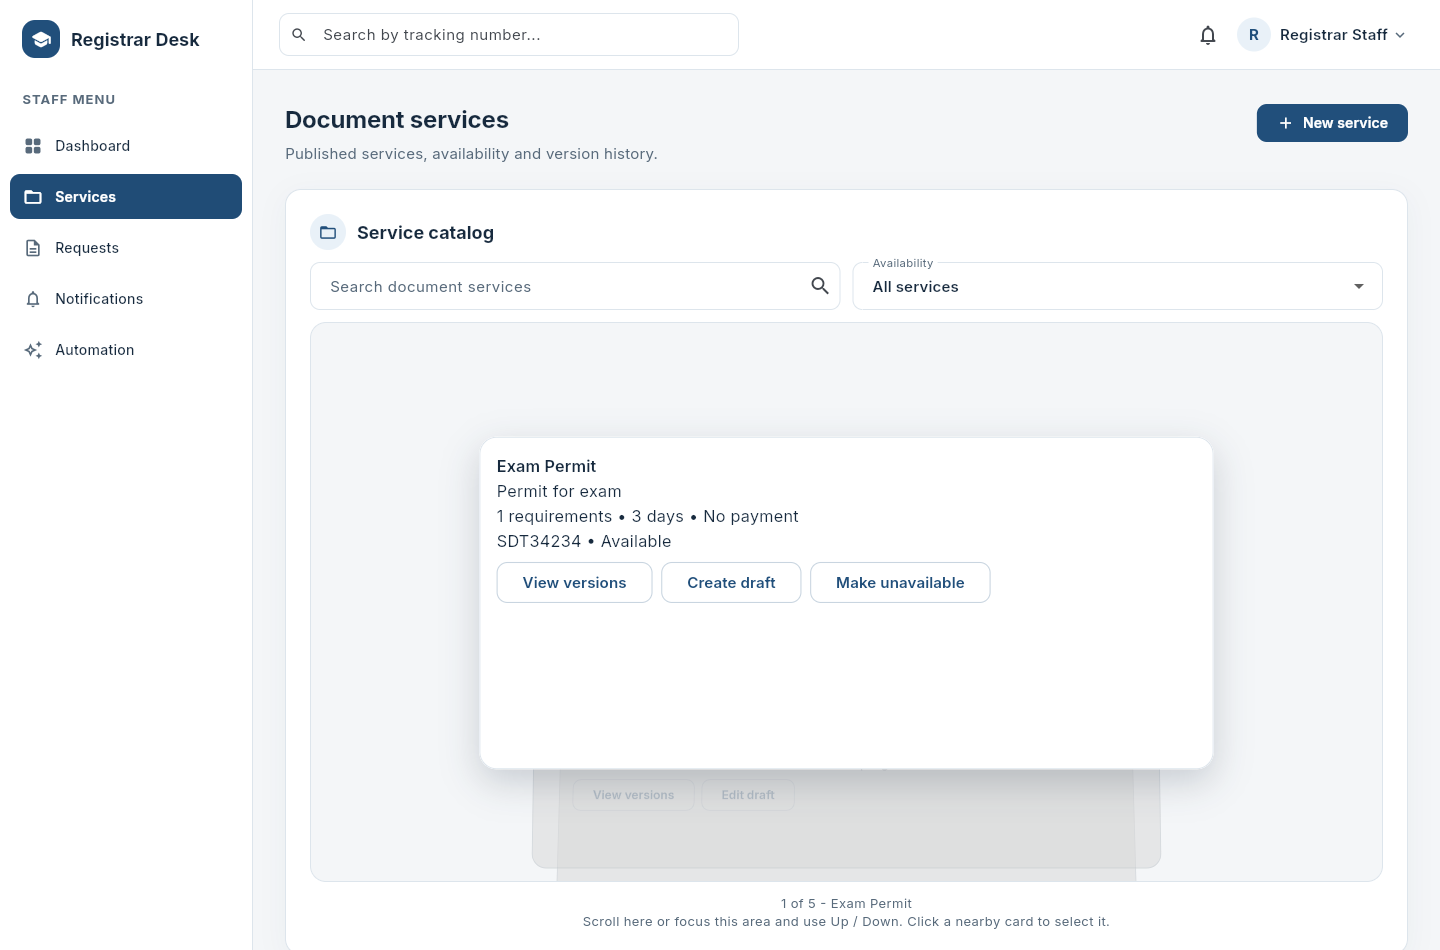 Registrar Desk
Search by tracking number...
R
Registrar Staff
STAFF MENU
Dashboard
Services
Requests
Notifications
Automation
Document services
Published services, availability and version history.
New service
Service catalog
Search document services
Availability
All services
Exam Permit
Permit for exam
1 requirements • 3 days • No payment
SDT34234 • Available
View versions
Create draft
Make unavailable
View versions
Edit draft
1 of 5 - Exam Permit
Scroll here or focus this area and use Up / Down. Click a nearby card to select it.